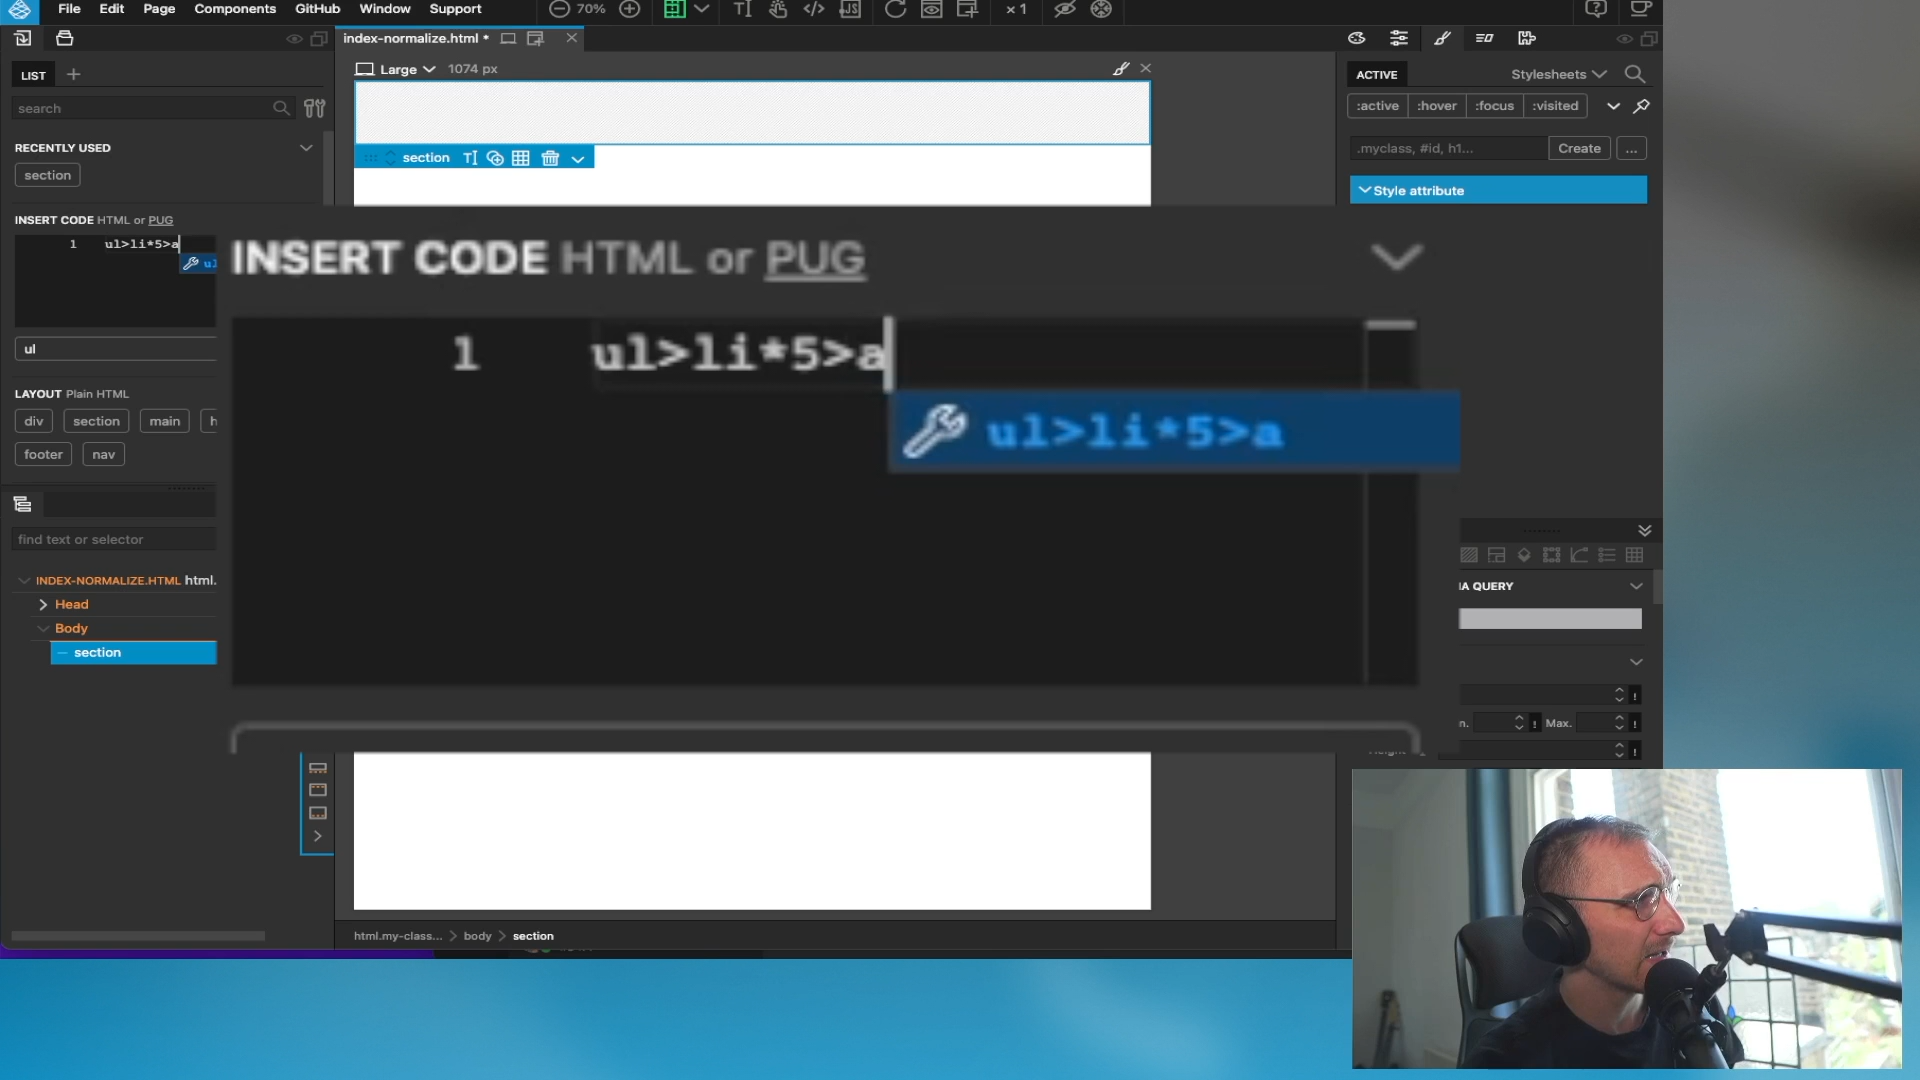 File Edit Page Components GitHub Window Support 70% JS × 1
index-normalize.html •
LIST
Large 1074 px
ACTIVE Stylesheets
search
:active :hover :focus :visited
RECENTLY USED
section
section
.myclass, #id, h1... Create ...
Style attribute
INSERT CODE HTML or PUG
1 ul>li*5>a
ul
INSERT CODE HTML or PUG
1 ul>li*5>a
ul>li*5>a
ul
LAYOUT Plain HTML
div section main h
footer nav
find text or selector
INDEX-NORMALIZE.HTML html.
Head
Body
section
IA QUERY
n. ! Max. !
html.my-class... > body > section